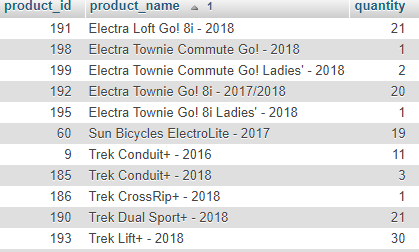 product_id product_name 1 quantity
191 Electra Loft Go! 8i - 2018 21
198 Electra Townie Commute Go! - 2018 1
199 Electra Townie Commute Go! Ladies' - 2018 2
192 Electra Townie Go! 8i - 2017/2018 20
195 Electra Townie Go! 8i Ladies' - 2018 1
60 Sun Bicycles ElectroLite - 2017 19
9 Trek Conduit+ - 2016 11
185 Trek Conduit+ - 2018 3
186 Trek CrossRip+ - 2018 1
190 Trek Dual Sport+ - 2018 21
193 Trek Lift+ - 2018 30